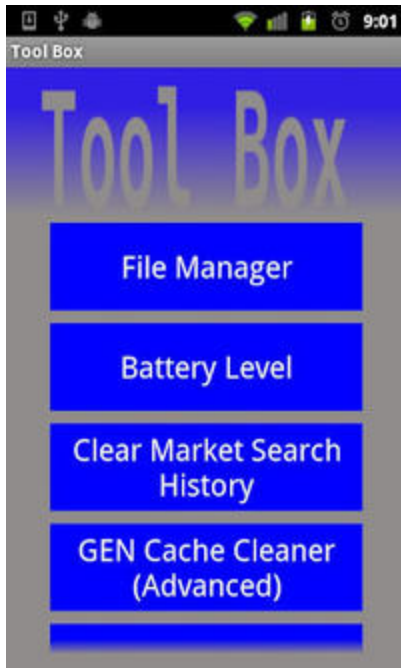 9:01
Tool Box
Tool Box
File Manager
Battery Level
Clear Market Search
History
GEN Cache Cleaner
(Advanced)